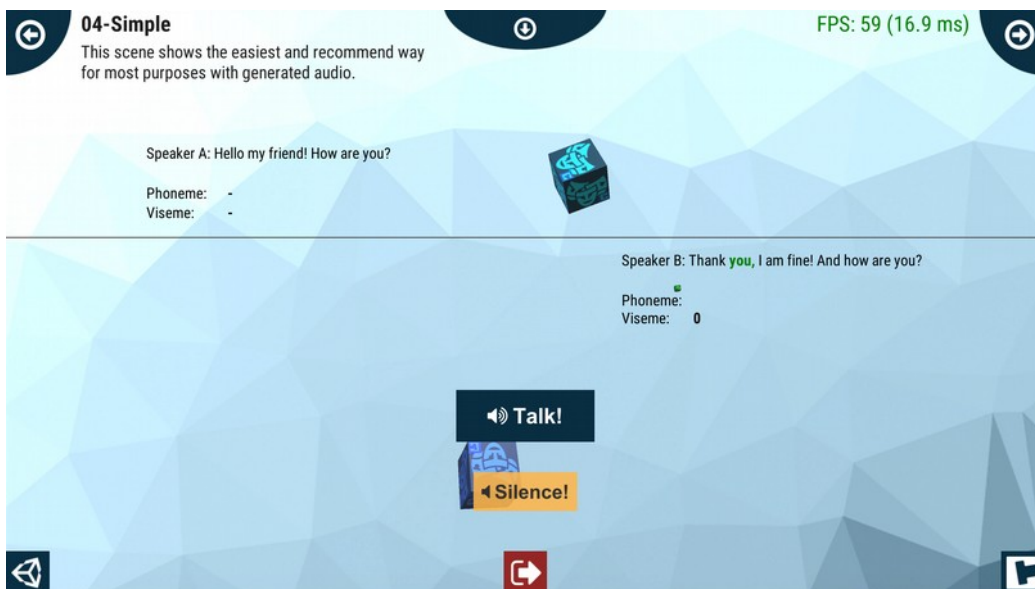 04-Simple
FPS: 59 (16.9 ms)
This scene shows the easiest and recommend way
for most purposes with generated audio.
Speaker A: Hello my friend! How are you?
Phoneme: -
Viseme: -
Speaker B: Thank you, I am fine! And how are you?
Phoneme:
Viseme: 0
Talk!
Silence!